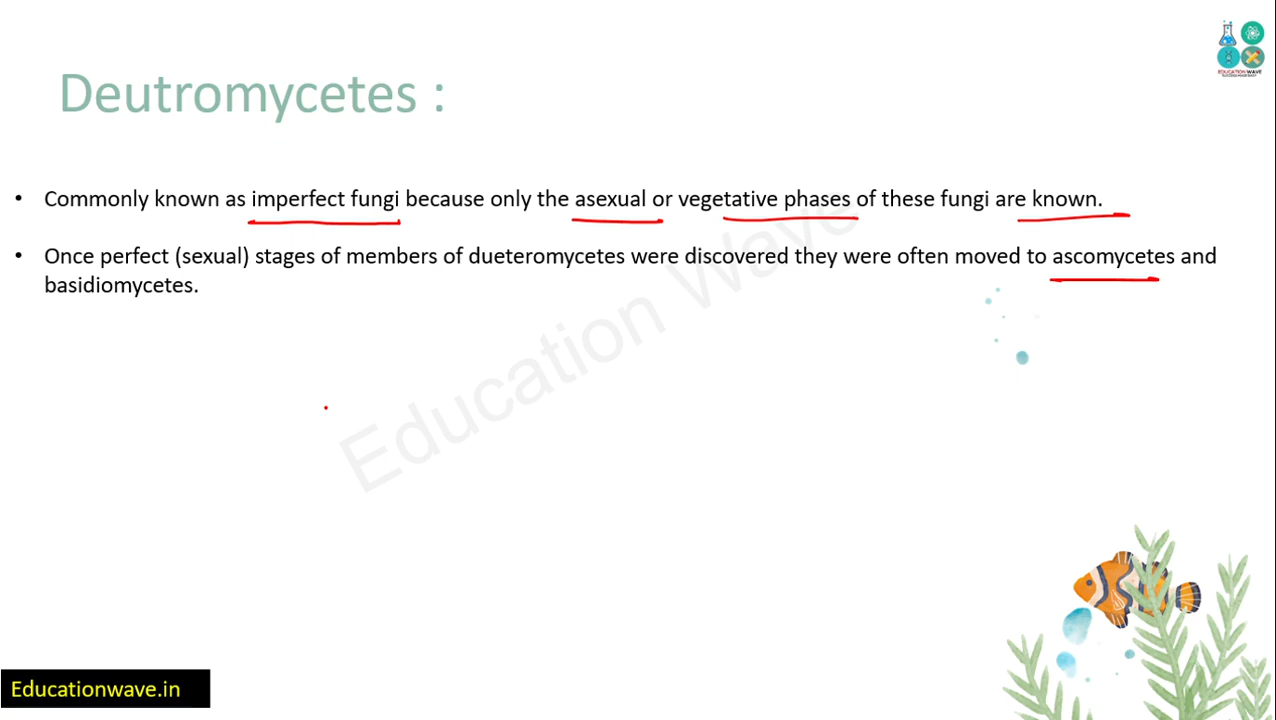 Deutromycetes :
• Commonly known as imperfect fungi because only the asexual or vegetative phases of these fungi are known.
• Once perfect (sexual) stages of members of dueteromycetes were discovered they were often moved to ascomycetes and
basidiomycetes.
Education Wave
EDUCATION WAVE
Educationwave.in